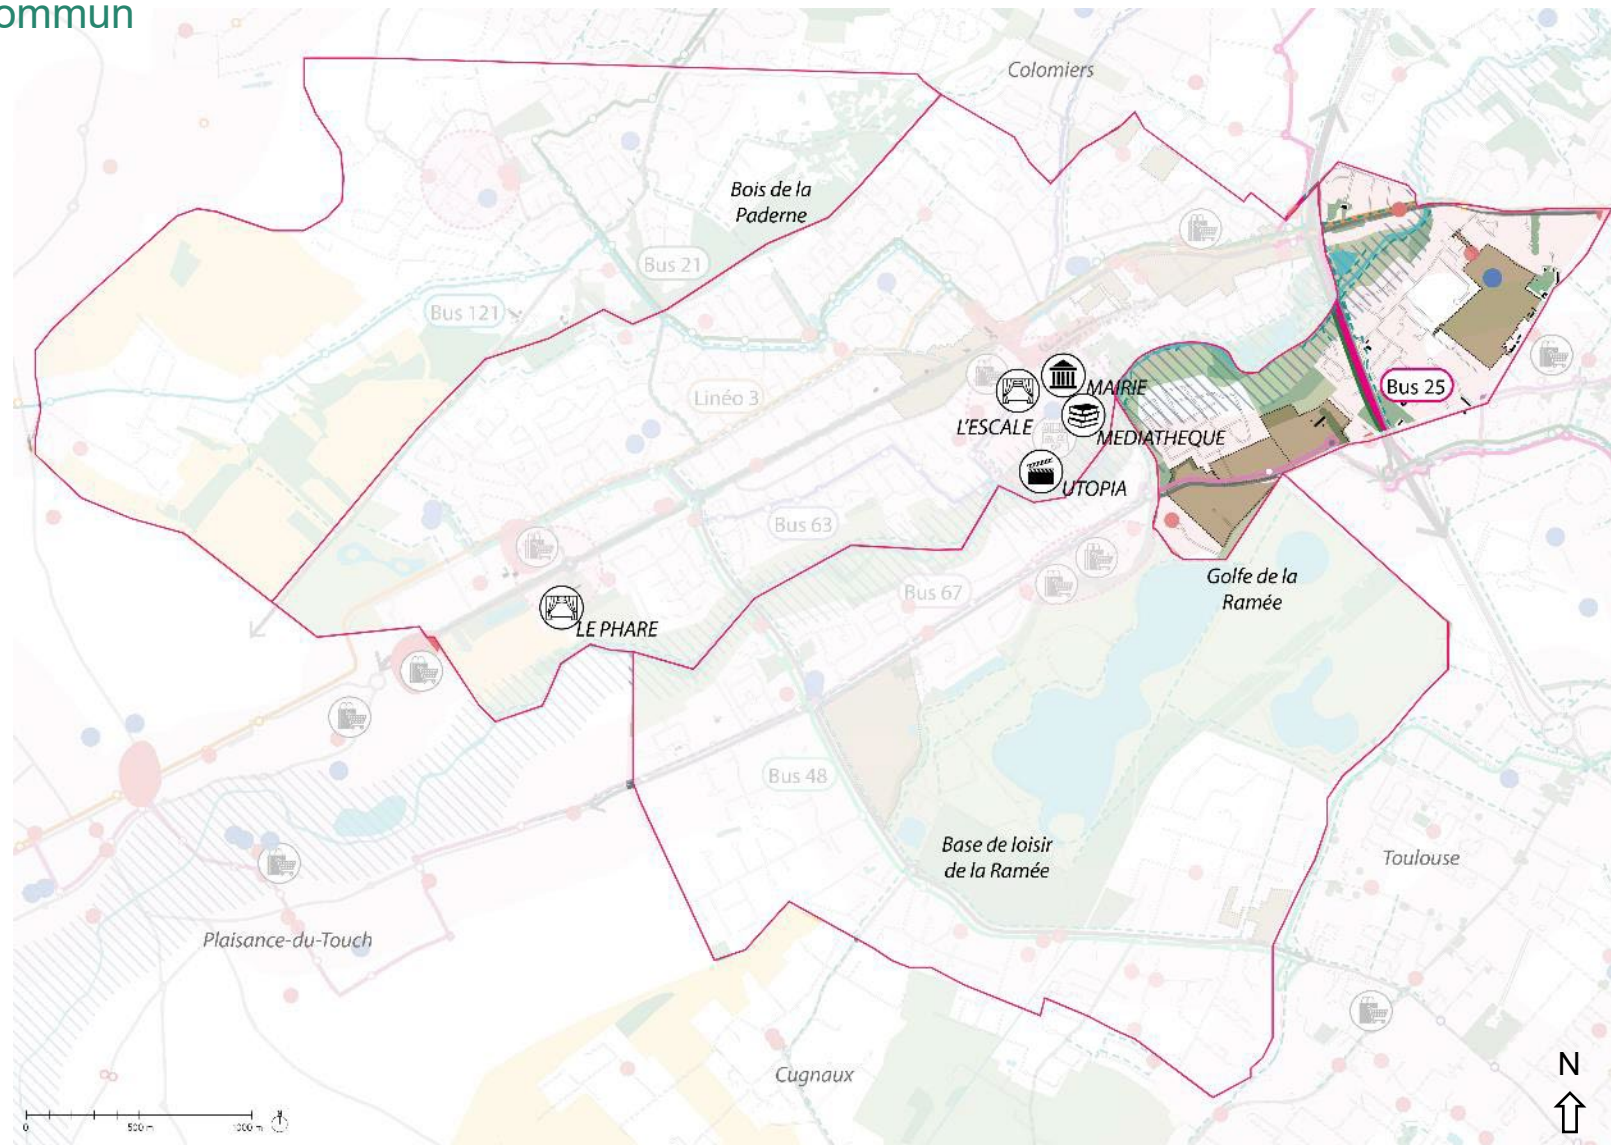 ommun
Colomiers
Bois de la
Paderne
Bus 21
Bus 121
Linéo 3
MAIRIE
L'ESCALE
MEDIATHEQUE
UTOPIA
Bus 25
Bus 63
Bus 67
Golfe de la
Ramée
LE PHARE
Bus 48
Base de loisir
de la Ramée
Toulouse
Plaisance-du-Touch
Cugnaux
N
0 500 m 1000 m